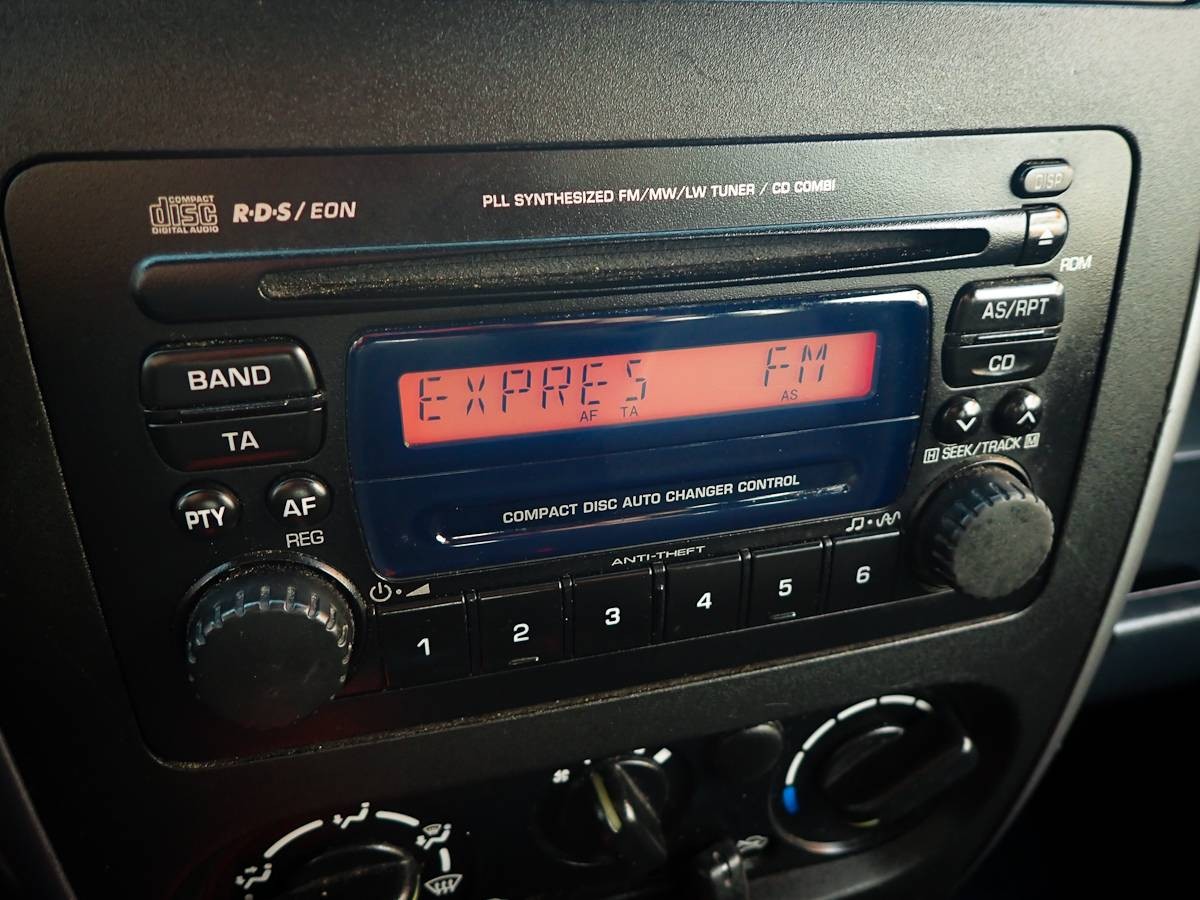 COMPACT
disc
DIGITAL AUDIO
R·D·S/EON
PLL SYNTHESIZED FM/MW/LW TUNER / CD COMBI
DISP
RDM
BAND
TA
PTY
AF
REG
EXPRES FM
AF TA AS
COMPACT DISC AUTO CHANGER CONTROL
AS/RPT
CD
H SEEK/TRACK M
ANTI-THEFT
1 2 3 4 5 6